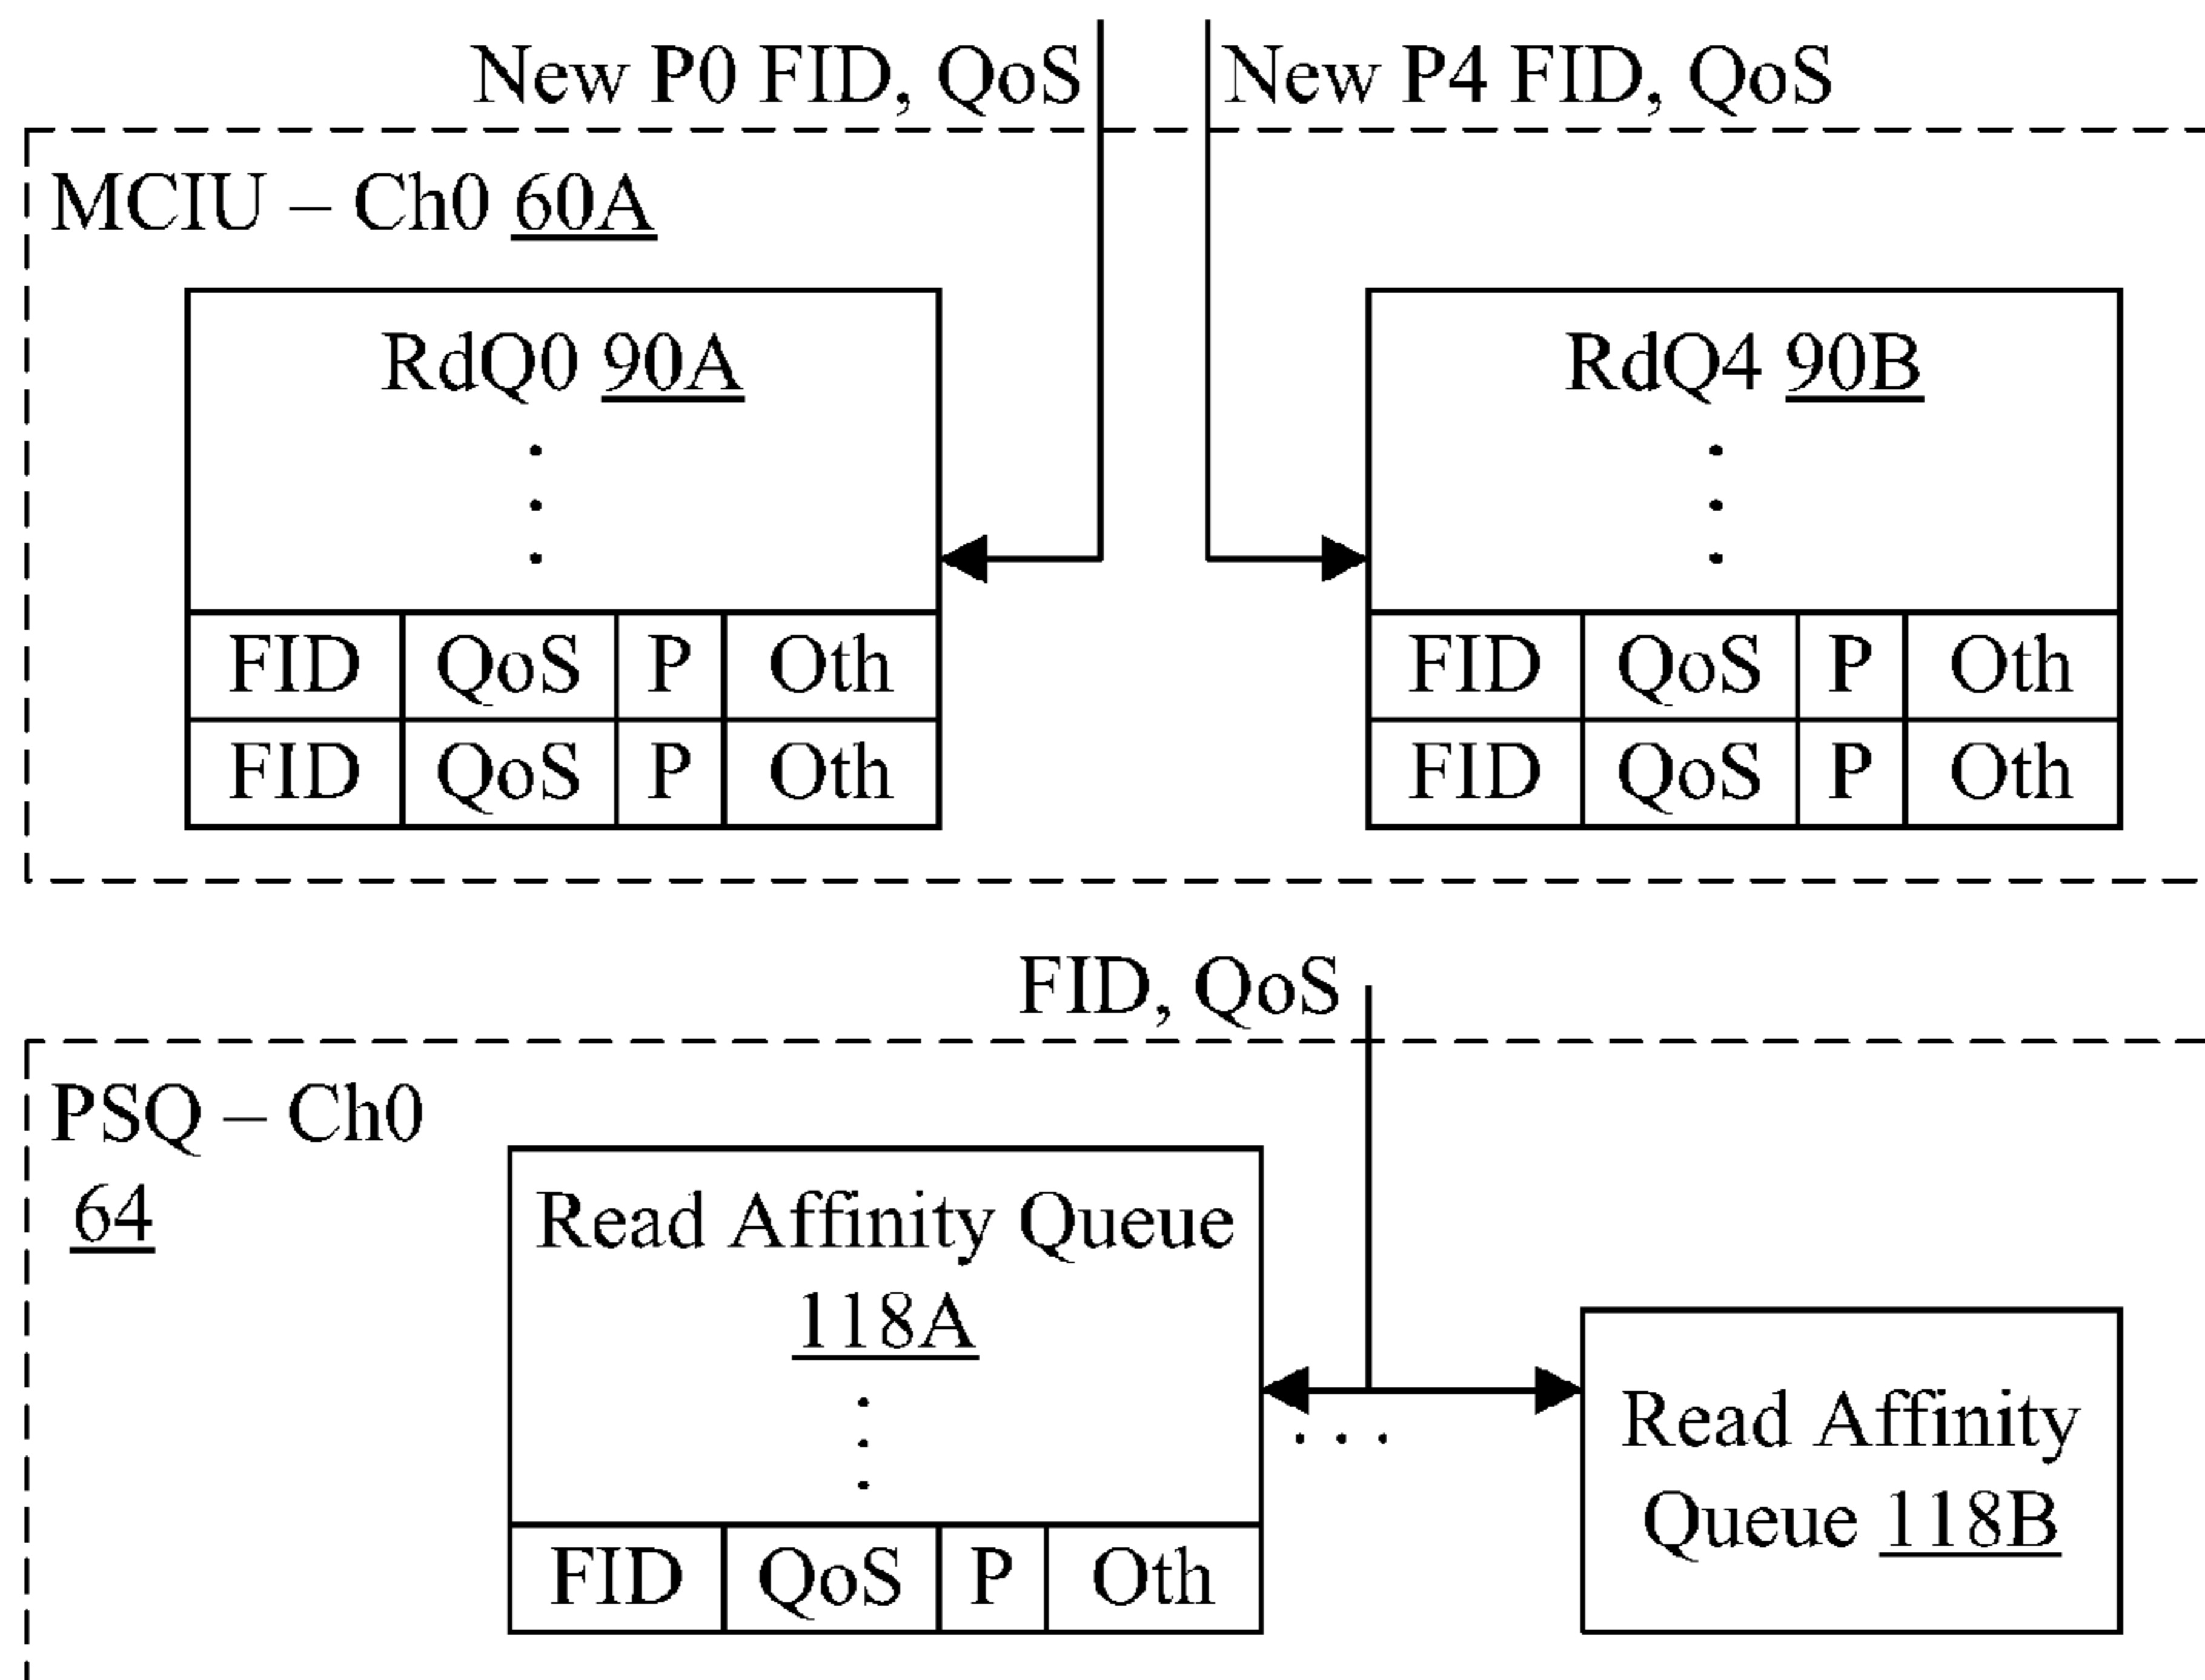 New P0 FID, QoS
New P4 FID, QoS
MCIU – Ch0 60A
RdQ0 90A
RdQ4 90B
FID QoS P Oth
FID QoS P Oth
FID QoS P Oth
FID QoS P Oth
FID, QoS
PSQ – Ch0
64
Read Affinity Queue
118A
FID QoS P Oth
Read Affinity
Queue 118B